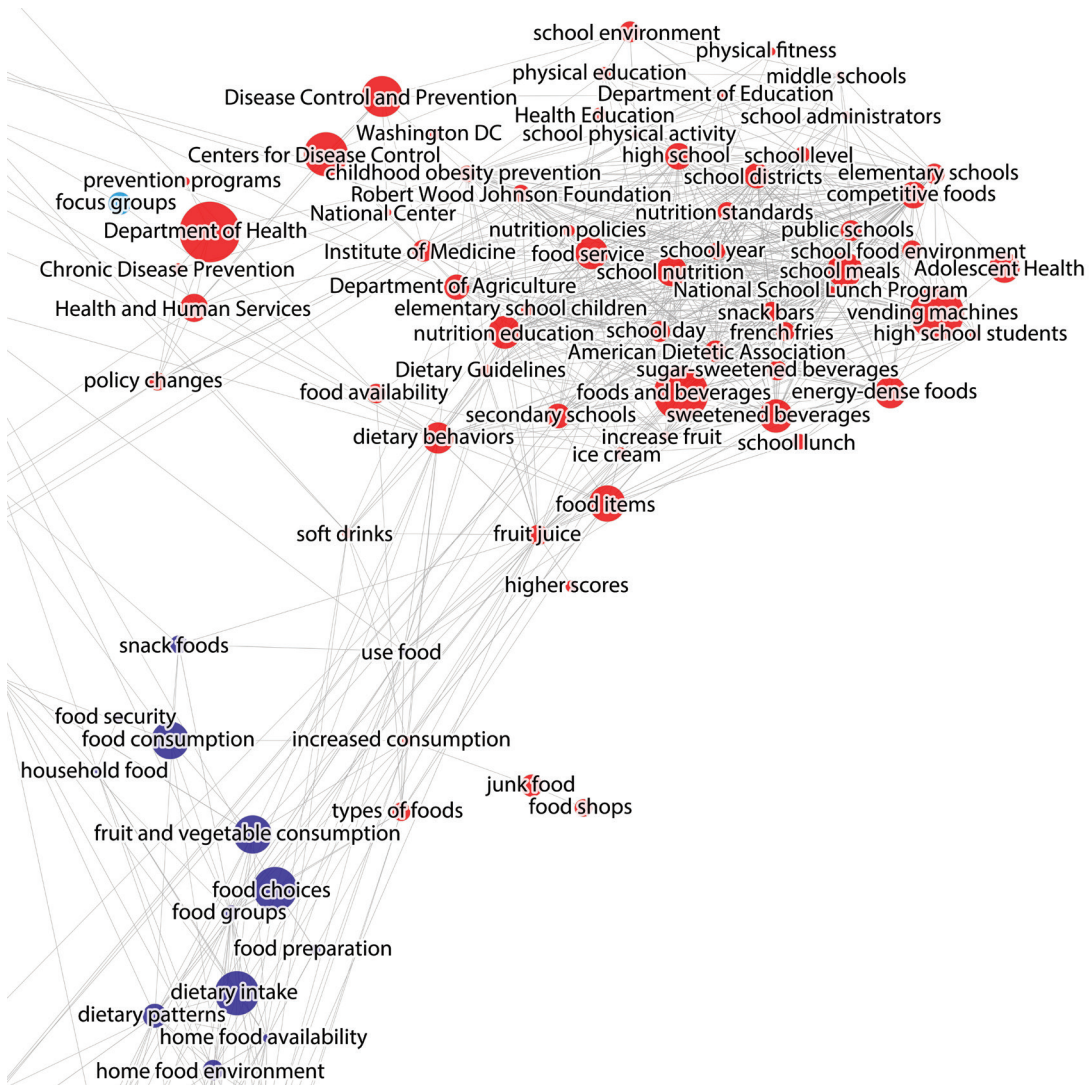 school environment
physical fitness
physical education
middle schools
Disease Control and Prevention
Department of Education
Health Education
school administrators
Washington DC
school physical activity
Centers for Disease Control
high school
school level
childhood obesity prevention
school districts
elementary schools
prevention programs
Robert Wood Johnson Foundation
competitive foods
focus groups
National Center
nutrition standards
Department of Health
nutrition policies
public schools
Institute of Medicine
food service
school year
school food environment
Chronic Disease Prevention
school nutrition
school meals
Adolescent Health
Department of Agriculture
National School Lunch Program
Health and Human Services
elementary school children
snack bars
vending machines
nutrition education
school day
french fries
high school students
American Dietetic Association
Dietary Guidelines
sugar-sweetened beverages
policy changes
food availability
foods and beverages
energy-dense foods
secondary schools
sweetened beverages
dietary behaviors
increase fruit
school lunch
ice cream
food items
soft drinks
fruit juice
higher scores
snack foods
use food
food security
food consumption
increased consumption
household food
junk food
food shops
types of foods
fruit and vegetable consumption
food choices
food groups
food preparation
dietary intake
dietary patterns
home food availability
home food environment